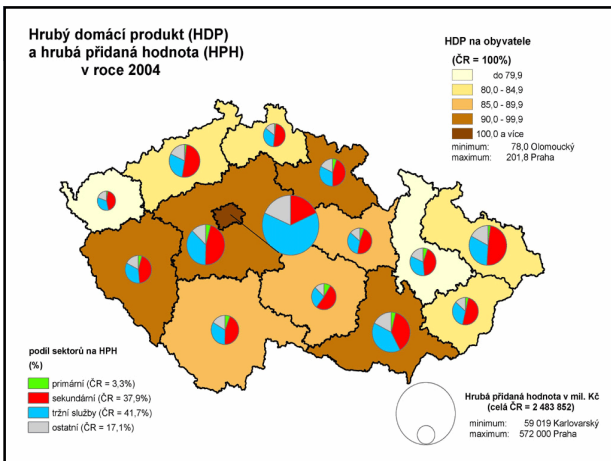 Hrubý domácí produkt (HDP)
a hrubá přidaná hodnota (HPH)
v roce 2004
HDP na obyvatele
(ČR = 100%)
do 79,9
80,0 - 84,9
85,0 - 89,9
90,0 - 99,9
100,0 a více
minimum: 78,0 Olomoucký
maximum: 201,8 Praha
podíl sektorů na HPH
(%)
primární (ČR = 3,3%)
sekundární (ČR = 37,9%)
tržní služby (ČR = 41,7%)
ostatní (ČR = 17,1%)
Hrubá přidaná hodnota v mil. Kč
(celá ČR = 2 483 852)
minimum: 59 019 Karlovarský
maximum: 572 000 Praha